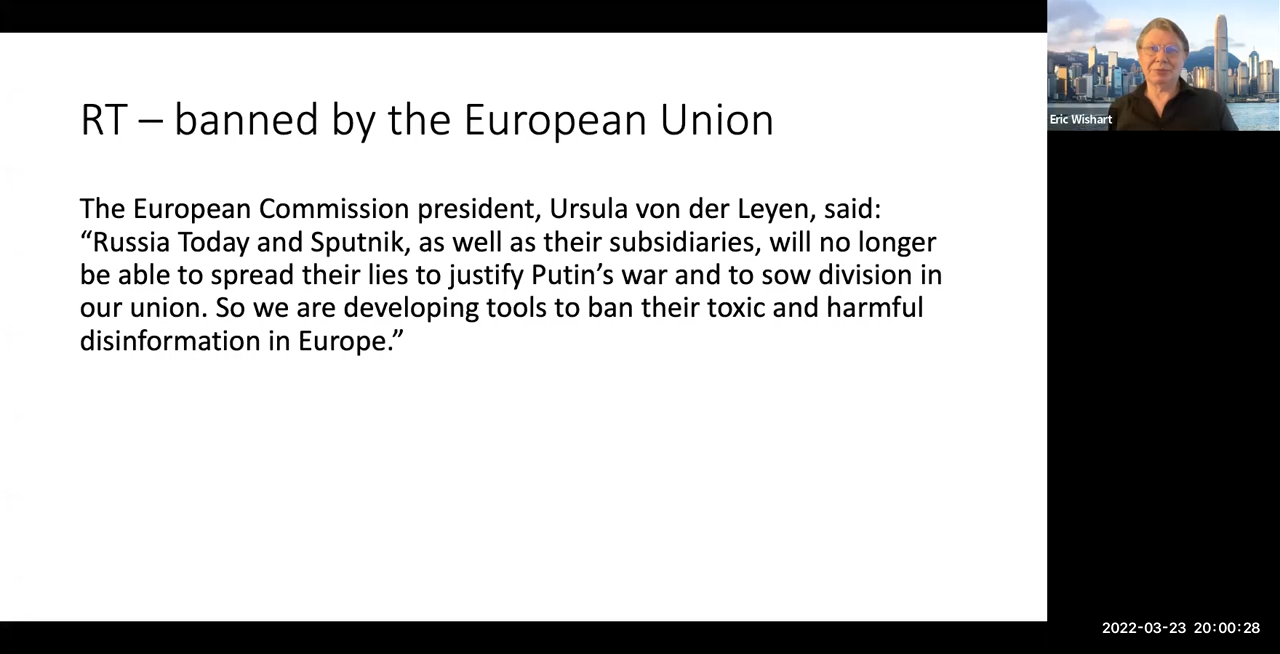 RT – banned by the European Union
The European Commission president, Ursula von der Leyen, said:
“Russia Today and Sputnik, as well as their subsidiaries, will no longer
be able to spread their lies to justify Putin’s war and to sow division in
our union. So we are developing tools to ban their toxic and harmful
disinformation in Europe.”
Eric Wishart
2022-03-23 20:00:28